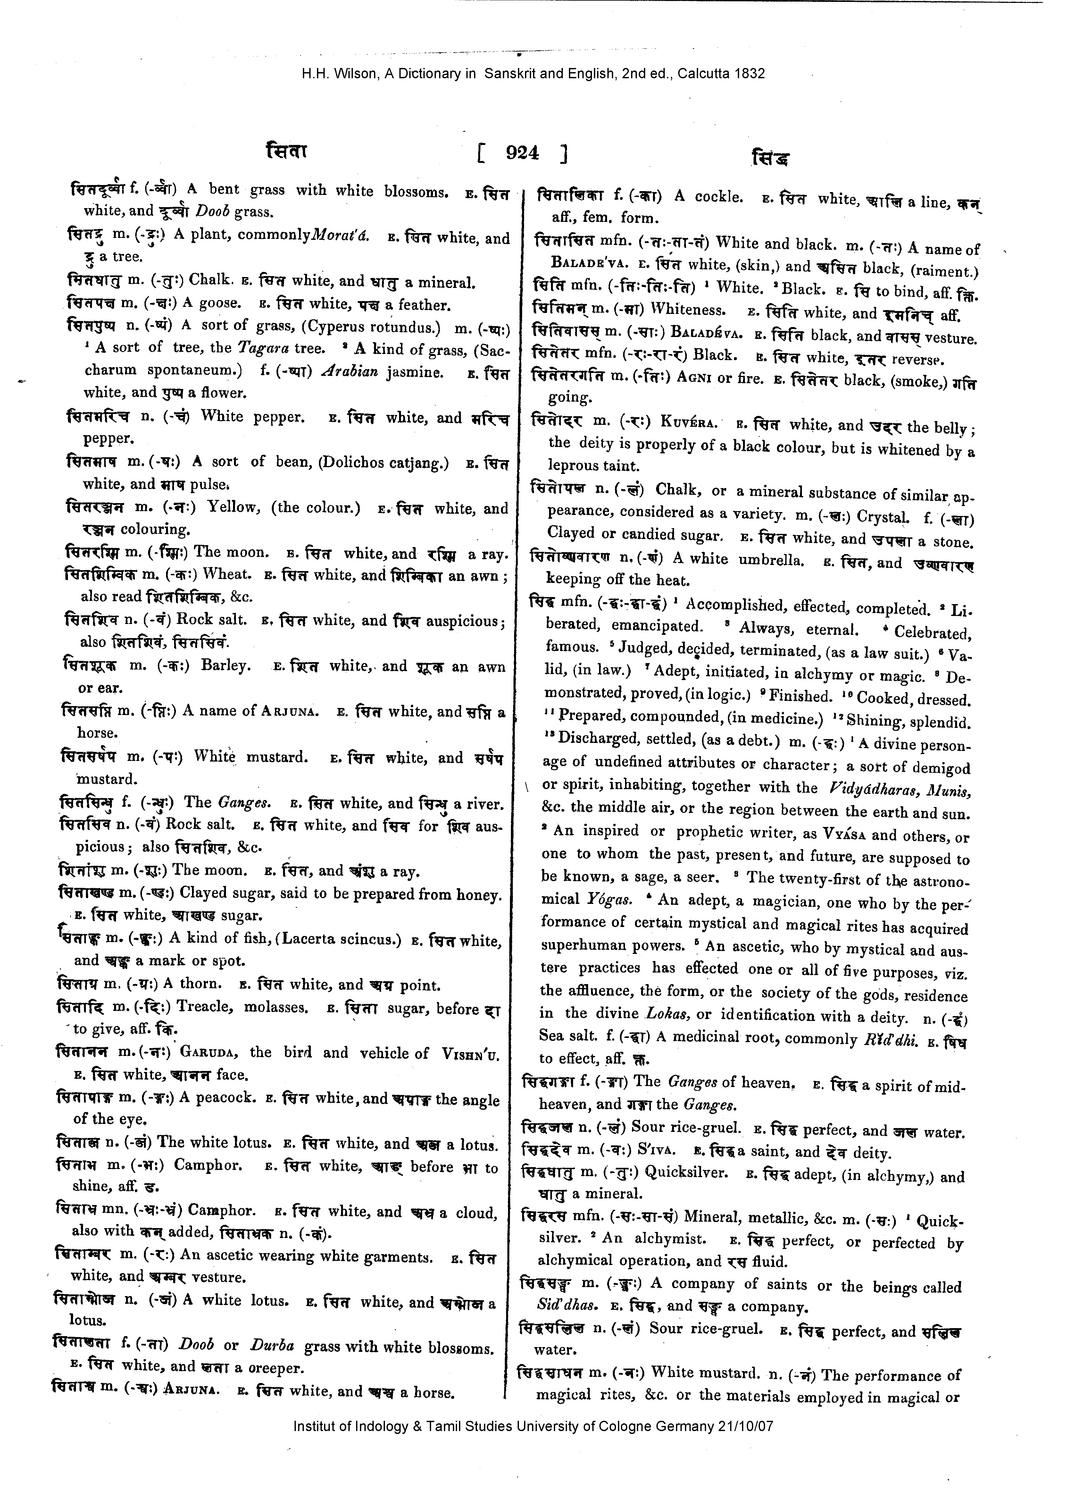 H.H. Wilson, A Dictionary in Sanskrit and English, 2nd ed., Calcutta 1832
सिता
[ 924 ]
सिद्ध
सितदूर्व्वा f. (-र्व्वा) A bent grass with white blossoms. E. सित
white, and दूर्व्वा Doob grass.
सितद्रु m. (-द्रुः) A plant, commonly Morat'á. E. सित white, and
द्रु a tree.
सितधातु m. (-तुः) Chalk. E. सित white, and धातु a mineral.
सितपच्च m. (-च्चः) A goose. E. सित white, पच्च a feather.
सितपुष्प n. (-ष्पं) A sort of grass, (Cyperus rotundus.) m. (-ष्पः)
¹ A sort of tree, the Tagara tree. ² A kind of grass, (Sac-
charum spontaneum.) f. (-ष्पा) Arabian jasmine. E. सित
white, and पुष्प a flower.
सितमरिच n. (-चं) White pepper. E. सित white, and मरिच
pepper.
सितमाष m. (-षः) A sort of bean, (Dolichos catjang.) E. सित
white, and माष pulse.
सितरञ्जन m. (-नः) Yellow, (the colour.) E. सित white, and
रञ्जन colouring.
सितरश्मि m. (-श्मिः) The moon. E. सित white, and रश्मि a ray.
सितशिम्बिक m. (-कः) Wheat. E. सित white, and शिम्बिका an awn ;
also read शितशिम्बिक, &c.
सितशिव n. (-वं) Rock salt. E. सित white, and शिव auspicious;
also शितशिवं, सितसिवं.
सितशूक m. (-कः) Barley. E. शित white, and शूक an awn
or ear.
सितसप्ति m. (-प्तिः) A name of ARJUNA. E. सित white, and सप्ति a
horse.
सितसर्षप m. (-पः) White mustard. E. सित white, and सर्षप
mustard.
सितसिन्धु f. (-न्धुः) The Ganges. E. सित white, and सिन्धु a river.
सितसिव n. (-वं) Rock salt. E. सित white, and सिव for शिव aus-
picious; also सितशिव, &c.
शितांशु m. (-शुः) The moon. E. सित, and अंशु a ray.
सिताखण्ड m. (-ण्डः) Clayed sugar, said to be prepared from honey.
E. सित white, आखण्ड sugar.
सिताङ्क m. (-ङ्कः) A kind of fish, (Lacerta scincus.) E. सित white,
and अङ्क a mark or spot.
सिताग्र m. (-ग्रः) A thorn. E. सित white, and अग्र point.
सितादि m. (-दिः) Treacle, molasses. E. सिता sugar, before दा
to give, aff. कि.
सितानन m. (-नः) GARUDA, the bird and vehicle of VISHN'U.
E. सित white, आनन face.
सितापाङ्ग m. (-ङ्गः) A peacock. E. सित white, and अपाङ्ग the angle
of the eye.
सिताब्ज n. (-ब्जं) The white lotus. E. सित white, and अब्ज a lotus.
सिताभ m. (-भः) Camphor. E. सित white, आङ् before भा to
shine, aff. ड.
सिताभ्र mn. (-भ्रः-भ्रं) Camphor. E. सित white, and अभ्र a cloud,
also with कन् added, सिताभ्रक n. (-कं).
सिताम्बर m. (-रः) An ascetic wearing white garments. E. सित
white, and अम्बर vesture.
सिताम्भोज n. (-जं) A white lotus. E. सित white, and अम्भोज a
lotus.
सितालता f. (-ता) Doob or Durba grass with white blossoms.
E. सित white, and लता a creeper.
सिताश्व m. (-श्वः) ARJUNA. E. सित white, and अश्व a horse.
सितालिका f. (-का) A cockle. E. सित white, आलि a line, कन्
aff., fem. form.
सितासित mfn. (-तः-ता-तं) White and black. m. (-तः) A name of
BALADE'VA. E. सित white, (skin,) and असित black, (raiment.)
सिति mfn. (-तिः-तिः-ति) ¹ White. ² Black. E. सि to bind, aff. क्ति.
सितिमन् m. (-मा) Whiteness. E. सिति white, and इमनिच् aff.
सितिवासस् m. (-साः) BALADÉVA. E. सिति black, and वासस् vesture.
सितेतर mfn. (-रः-रा-रं) Black. E. सित white, इतर reverse.
सितेतरगति m. (-तिः) AGNI or fire. E. सितेतर black, (smoke,) गति
going.
सितोदर m. (-रः) KUVÉRA. E. सित white, and उदर the belly ;
the deity is properly of a black colour, but is whitened by a
leprous taint.
सितोपल n. (-लं) Chalk, or a mineral substance of similar ap-
pearance, considered as a variety. m. (-लः) Crystal. f. (-ला)
Clayed or candied sugar. E. सित white, and उपला a stone.
सितोष्णवारण n. (-णं) A white umbrella. E. सित, and उष्णवारण
keeping off the heat.
सिद्ध mfn. (-द्धः-द्धा-द्धं) ¹ Accomplished, effected, completed. ² Li-
berated, emancipated. ³ Always, eternal. ⁴ Celebrated,
famous. ⁵ Judged, decided, terminated, (as a law suit.) ⁶ Va-
lid, (in law.) ⁷ Adept, initiated, in alchymy or magic. ⁸ De-
monstrated, proved, (in logic.) ⁹ Finished. ¹⁰ Cooked, dressed.
¹¹ Prepared, compounded, (in medicine.) ¹² Shining, splendid.
¹³ Discharged, settled, (as a debt.) m. (-द्धः) ¹ A divine person-
age of undefined attributes or character ; a sort of demigod
or spirit, inhabiting, together with the Vidyádharas, Munis,
&c. the middle air, or the region between the earth and sun.
² An inspired or prophetic writer, as VYÁSA and others, or
one to whom the past, present, and future, are supposed to
be known, a sage, a seer. ³ The twenty-first of the astrono-
mical Yógas. ⁴ An adept, a magician, one who by the per-
formance of certain mystical and magical rites has acquired
superhuman powers. ⁵ An ascetic, who by mystical and aus-
tere practices has effected one or all of five purposes, viz.
the affluence, the form, or the society of the gods, residence
in the divine Lokas, or identification with a deity. n. (-द्धं)
Sea salt. f. (-द्धा) A medicinal root, commonly Rĭd'dhi. E. षिध
to effect, aff. क्त.
सिद्धगङ्गा f. (-ङ्गा) The Ganges of heaven. E. सिद्ध a spirit of mid-
heaven, and गङ्गा the Ganges.
सिद्धजल n. (-लं) Sour rice-gruel. E. सिद्ध perfect, and जल water.
सिद्धदेव m. (-वः) S'IVA. E. सिद्ध a saint, and देव deity.
सिद्धधातु m. (-तुः) Quicksilver. E. सिद्ध adept, (in alchymy,) and
धातु a mineral.
सिद्धरस mfn. (-सः-सा-सं) Mineral, metallic, &c. m. (-सः) ¹ Quick-
silver. ² An alchymist. E. सिद्ध perfect, or perfected by
alchymical operation, and रस fluid.
सिद्धसङ्घ m. (-ङ्घः) A company of saints or the beings called
Sid'dhas. E. सिद्ध, and सङ्घ a company.
सिद्धसलिल n. (-लं) Sour rice-gruel. E. सिद्ध perfect, and सलिल
water.
सिद्धसाधन m. (-नः) White mustard. n. (-नं) The performance of
magical rites, &c. or the materials employed in magical or
Institut of Indology & Tamil Studies University of Cologne Germany 21/10/07